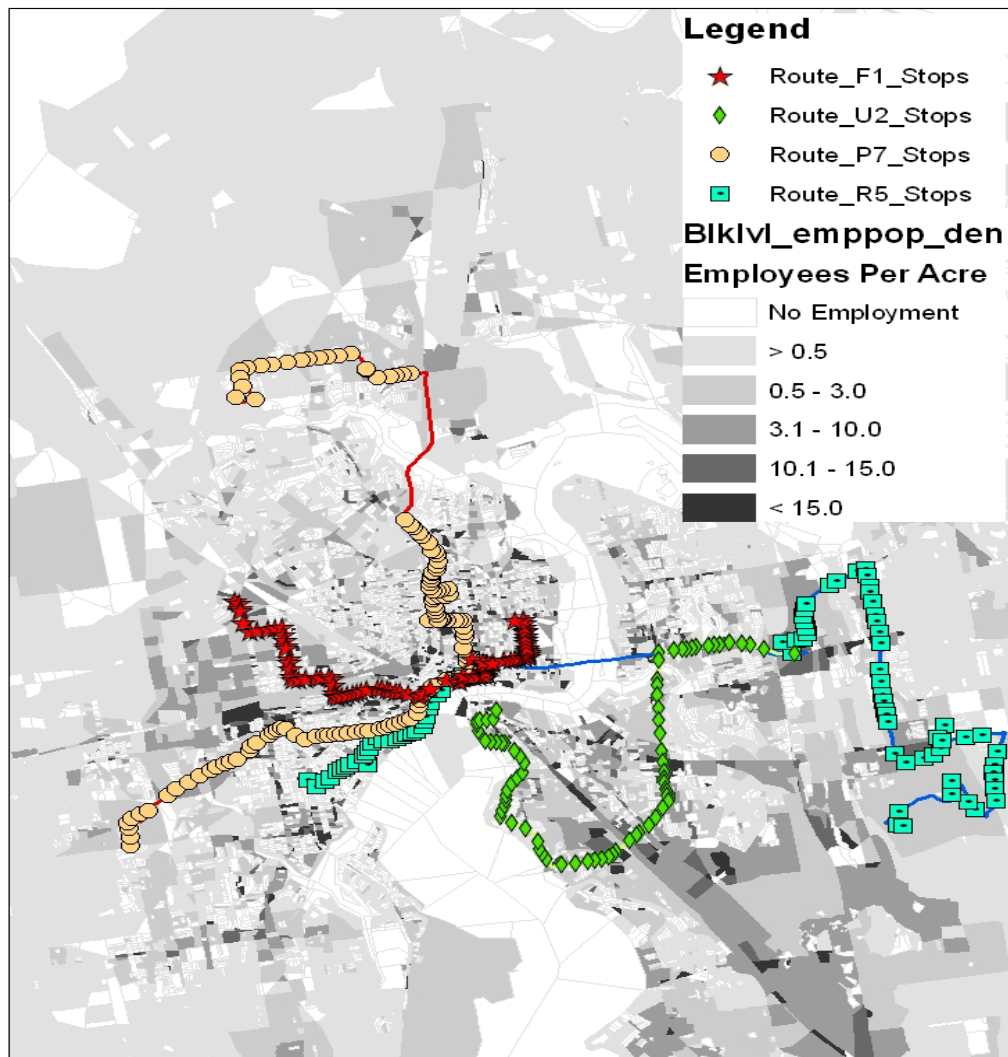 Legend
Route_F1_Stops
Route_U2_Stops
Route_P7_Stops
Route_R5_Stops
Blklvl_emppop_den
Employees Per Acre
No Employment
> 0.5
0.5 - 3.0
3.1 - 10.0
10.1 - 15.0
< 15.0